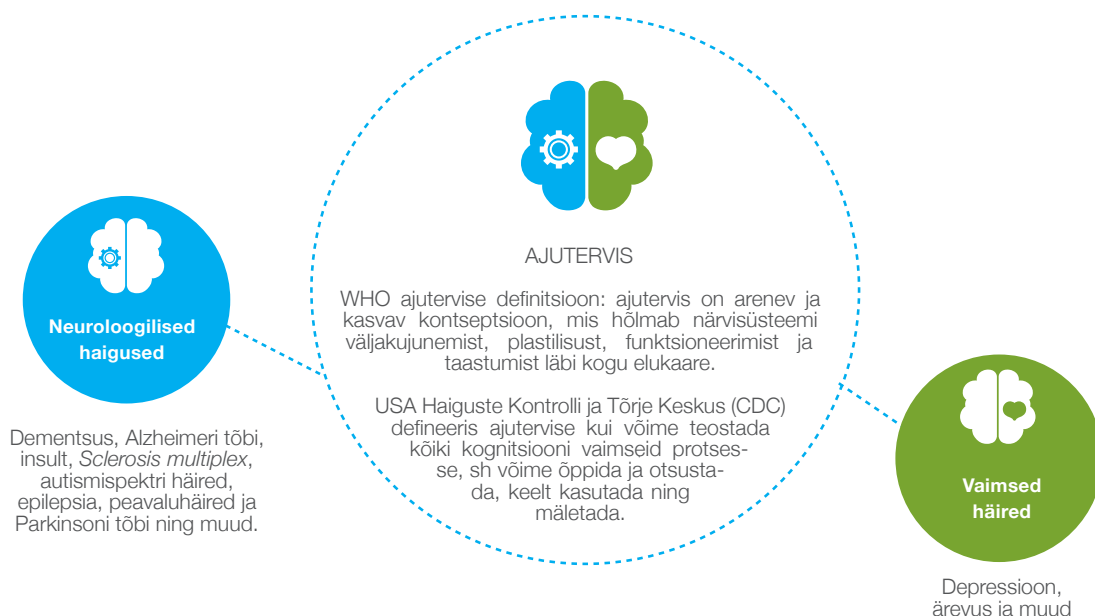 AJUTERVIS
WHO ajutervise definitsioon: ajutervis on arenev ja
kasvav kontseptsioon, mis hõlmab närvisüsteemi
väljakujunemist, plastilisust, funktsioneerimist ja
taastumist läbi kogu elukaare.
USA Haiguste Kontrolli ja Tõrje Keskus (CDC)
defineeris ajutervise kui võime teostada
kõiki kognitsiooni vaimseid protses-
se, sh võime õppida ja otsusta-
da, keelt kasutada ning
mäletada.
Neuroloogilised
haigused
Dementsus, Alzheimeri tõbi,
insult, Sclerosis multiplex,
autismispektri häired,
epilepsia, peavaluhäired ja
Parkinsoni tõbi ning muud.
Vaimsed
häired
Depressioon,
ärevus ja muud